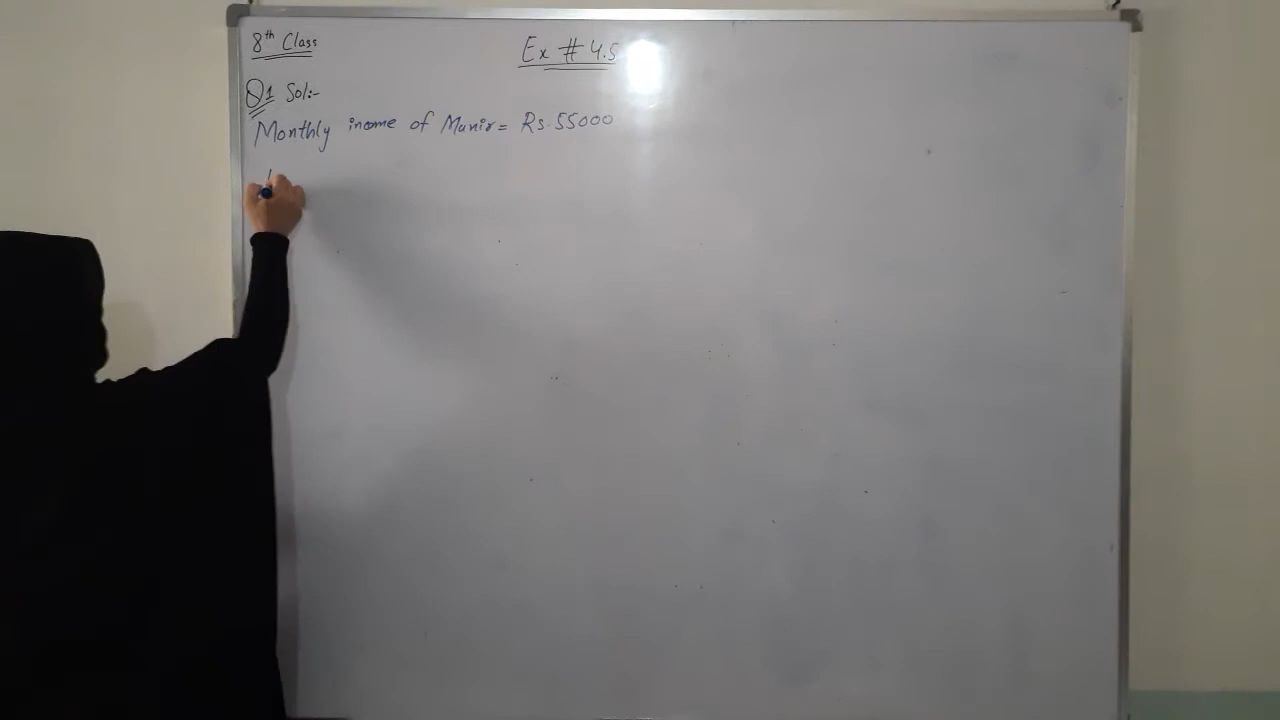 8th Class
Ex # 4.5
Q1 Sol:-
Monthly income of Munir = Rs. 55000